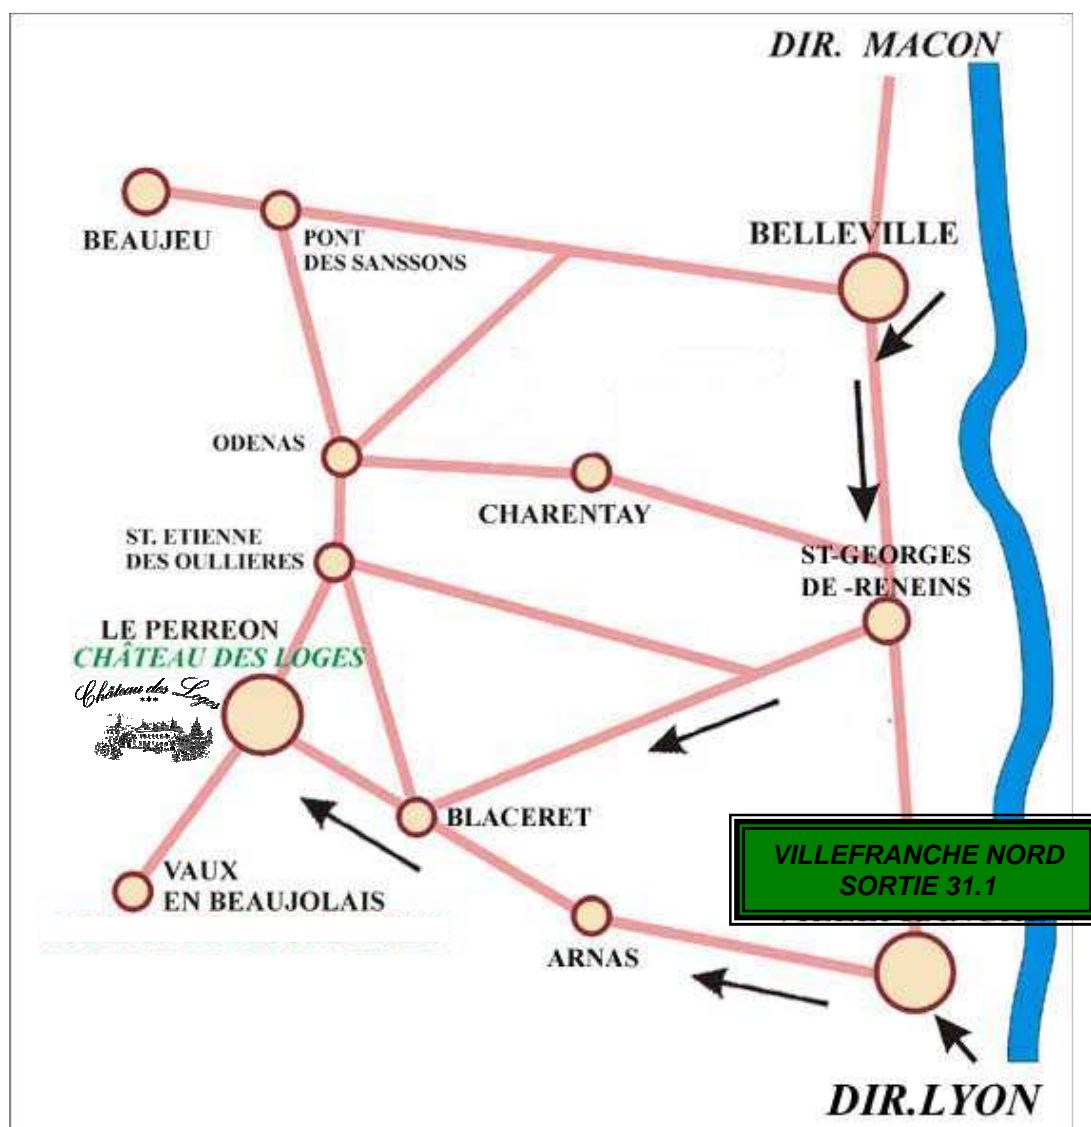 DIR. MACON
BEAUJEU
PONT
DES SANSSONS
BELLEVILLE
ODENAS
CHARENTAY
ST. ETIENNE
DES OULLIERES
ST-GEORGES
DE -RENEINS
LE PERREON
CHÂTEAU DES LOGES
Château des Loges
BLACERET
VILLEFRANCHE NORD
SORTIE 31.1
VAUX
EN BEAUJOLAIS
ARNAS
DIR.LYON